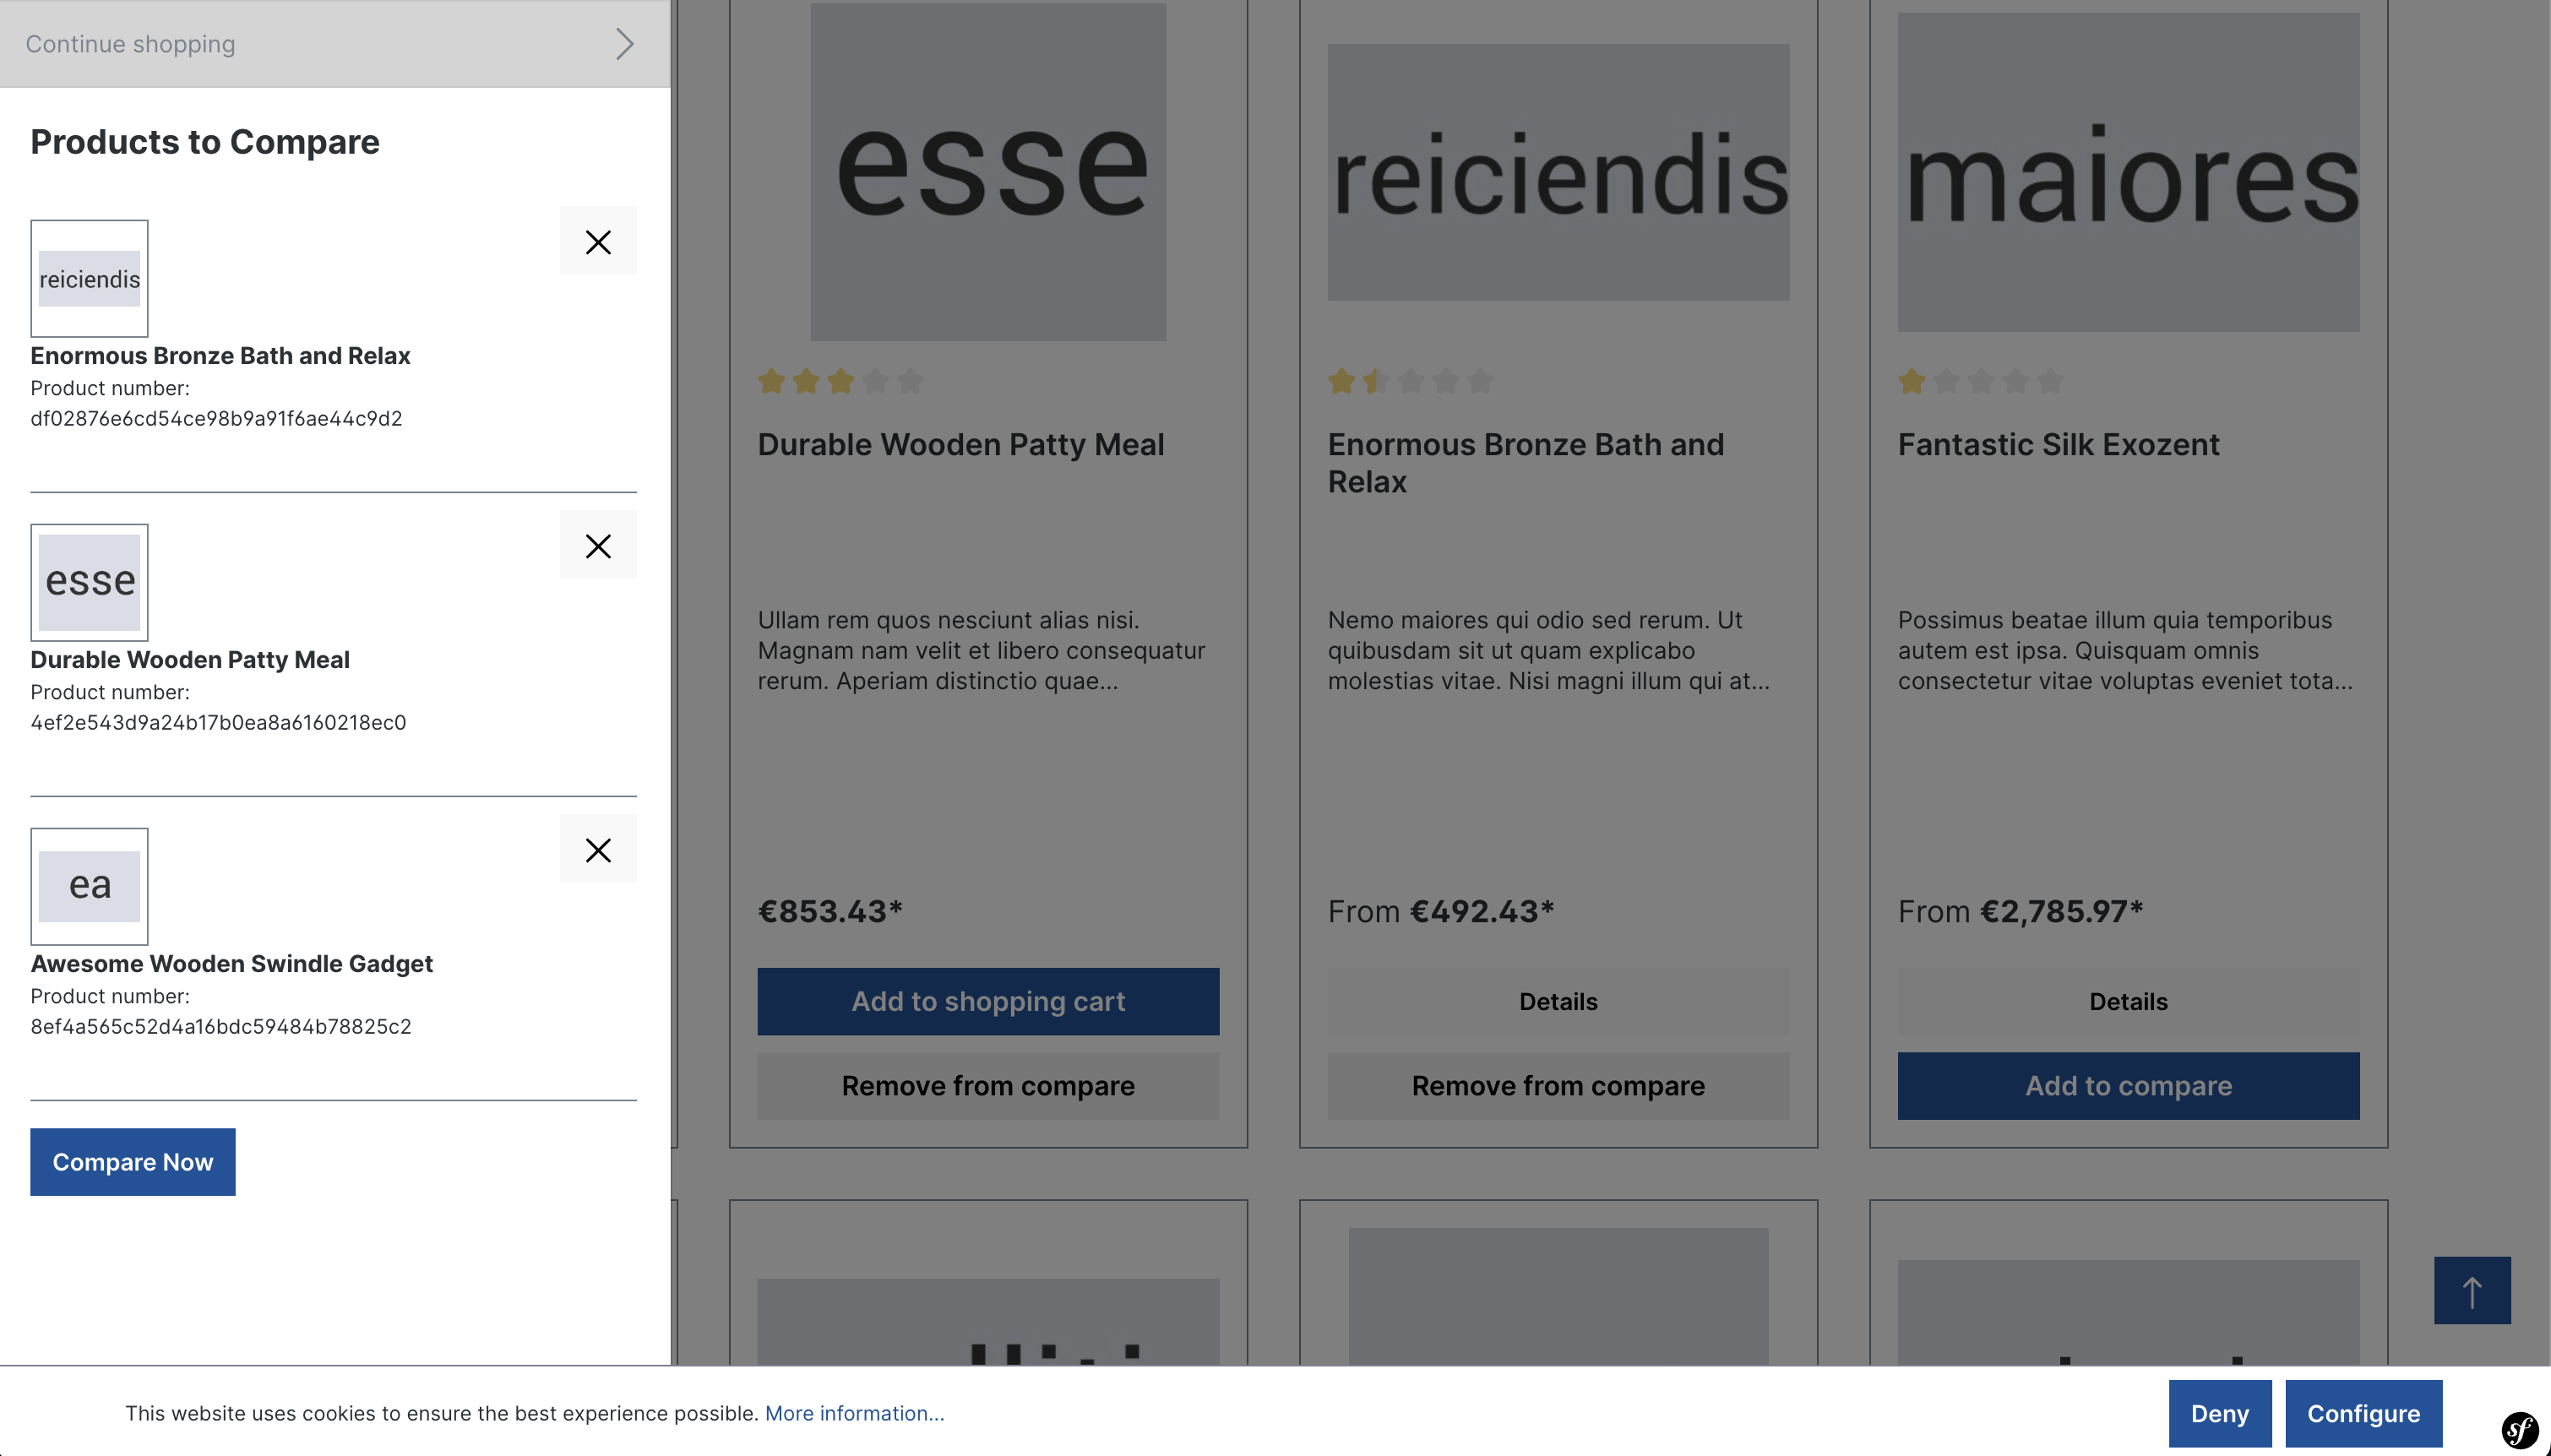 Continue shopping
Products to Compare
reiciendis
Enormous Bronze Bath and Relax
Product number:
df02876e6cd54ce98b9a91f6ae44c9d2
esse
Durable Wooden Patty Meal
Product number:
4ef2e543d9a24b17b0ea8a6160218ec0
ea
Awesome Wooden Swindle Gadget
Product number:
8ef4a565c52d4a16bdc59484b78825c2
Compare Now
esse
Durable Wooden Patty Meal
Ullam rem quos nesciunt alias nisi.
Magnam nam velit et libero consequatur
rerum. Aperiam distinctio quae...
€853.43*
Add to shopping cart
Remove from compare
reiciendis
Enormous Bronze Bath and
Relax
Nemo maiores qui odio sed rerum. Ut
quibusdam sit ut quam explicabo
molestias vitae. Nisi magni illum qui at...
From €492.43*
Details
Remove from compare
maiores
Fantastic Silk Exozent
Possimus beatae illum quia temporibus
autem est ipsa. Quisquam omnis
consectetur vitae voluptas eveniet tota...
From €2,785.97*
Details
Add to compare
This website uses cookies to ensure the best experience possible. More information...
Deny
Configure
sf